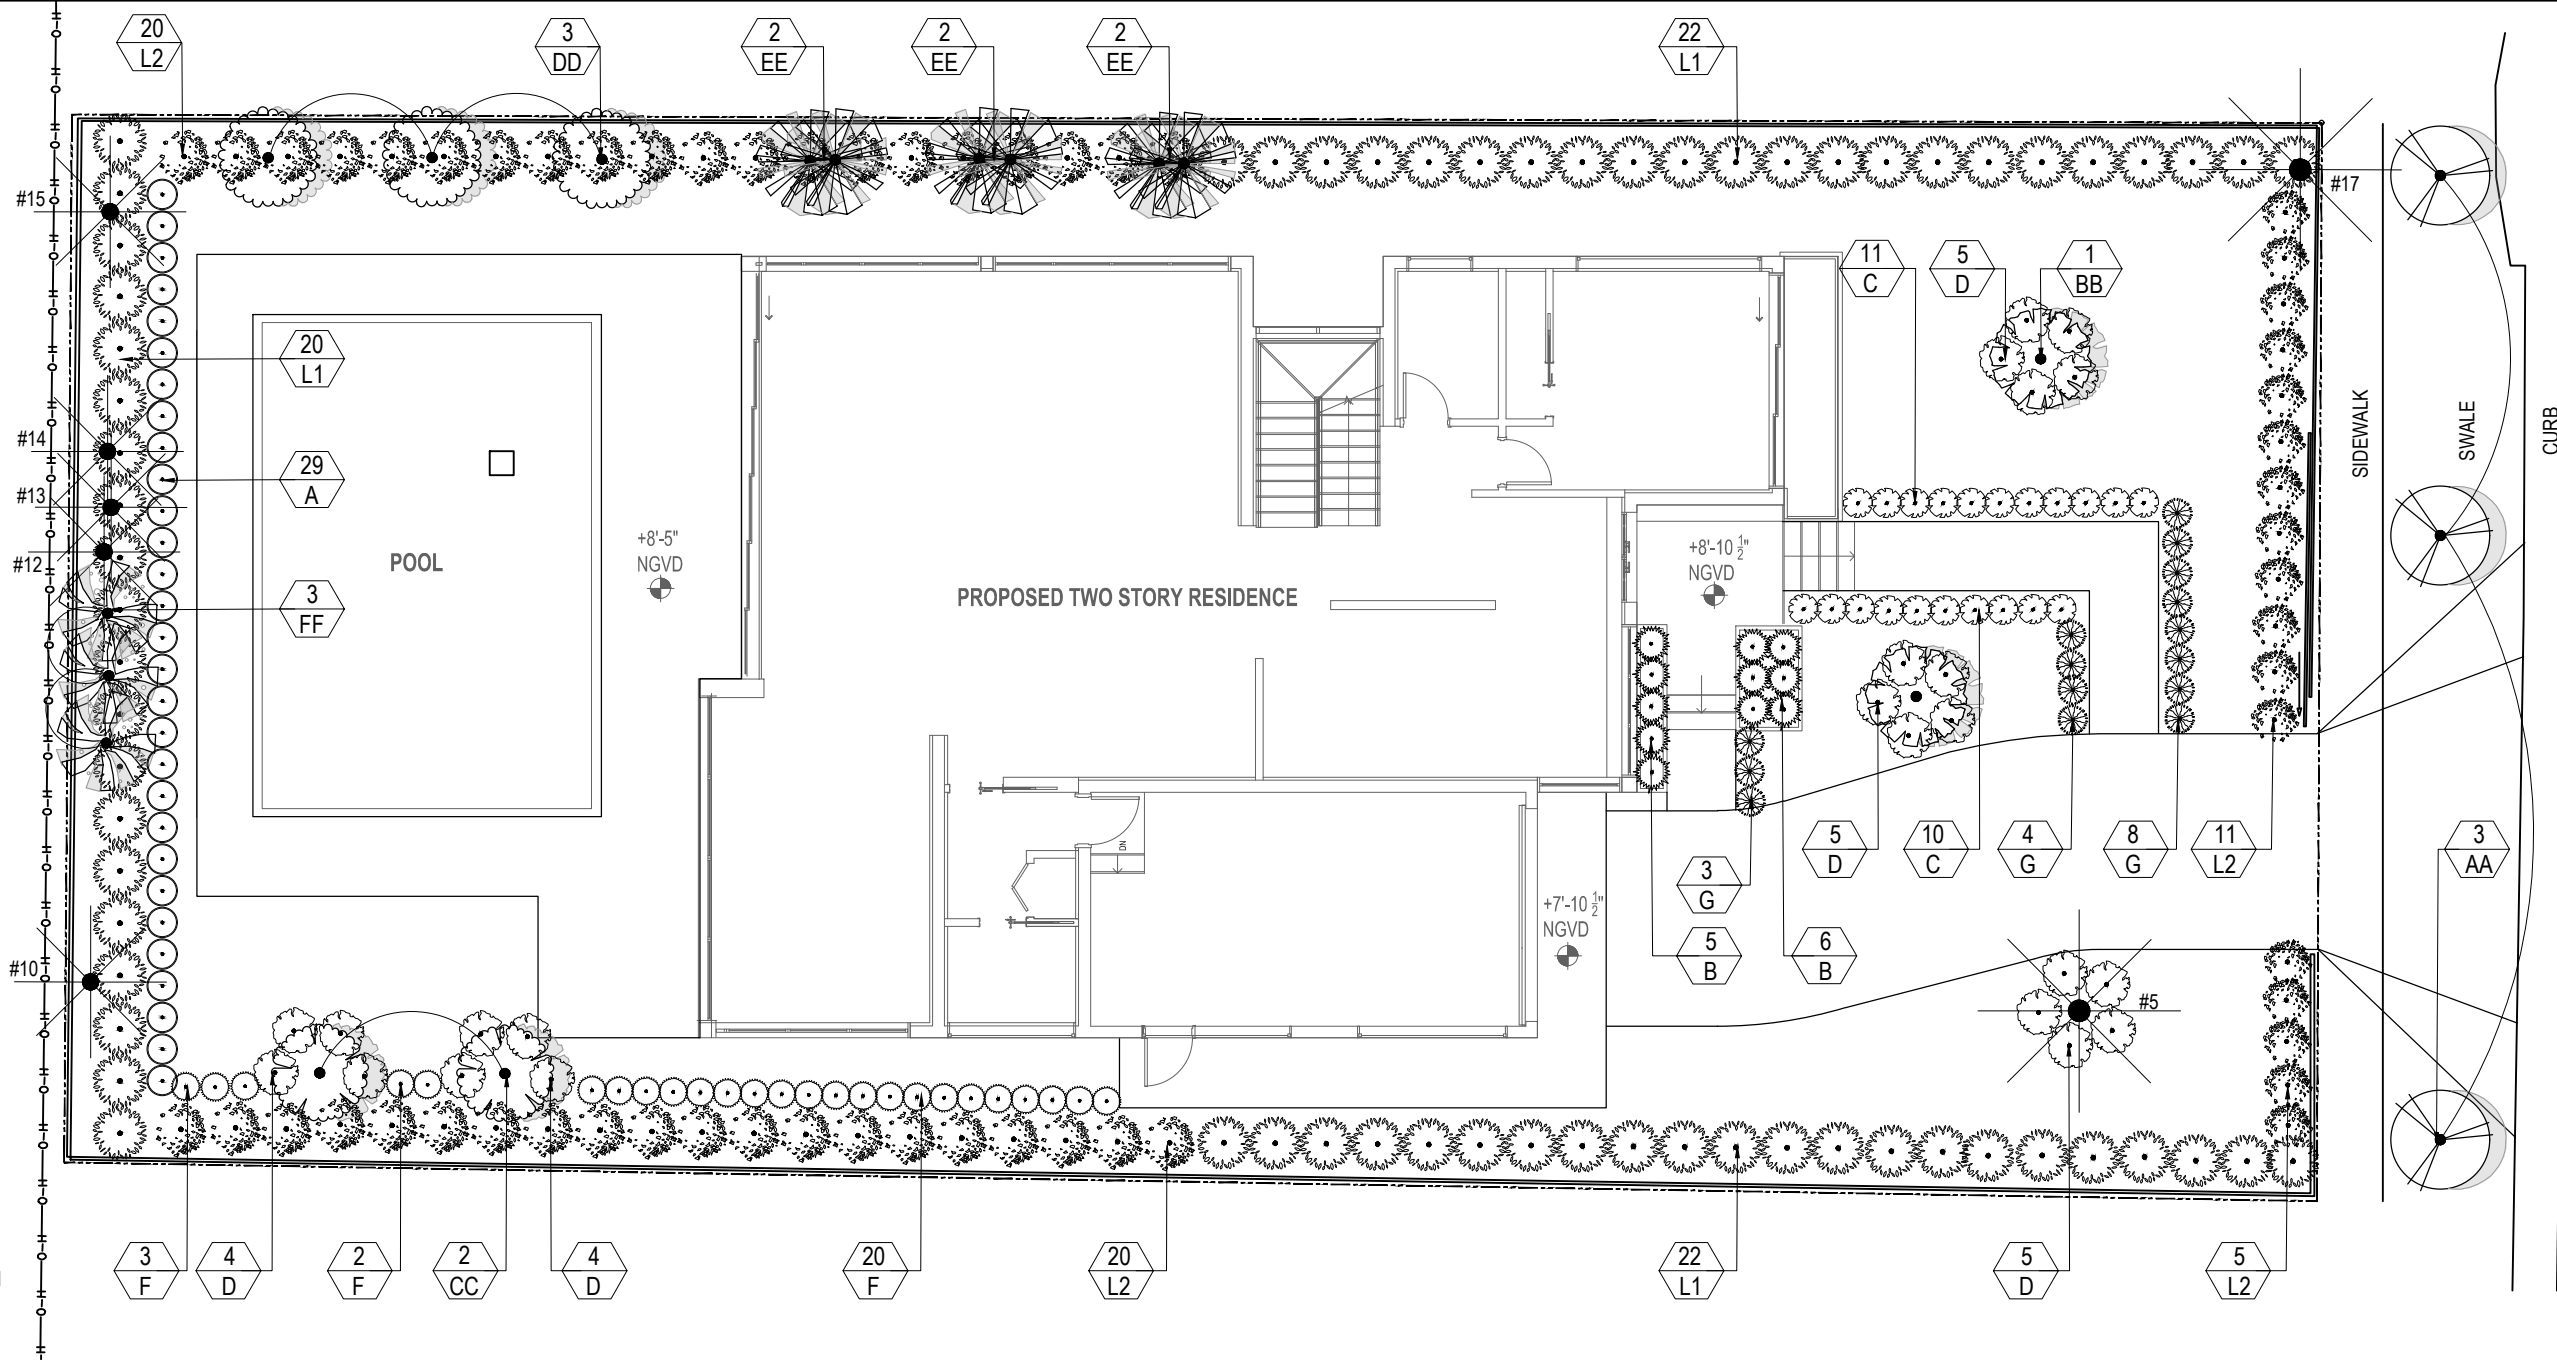 20
L2
3
DD
2
EE
2
EE
2
EE
22
L1
#15
#17
11
C
5
D
1
BB
20
L1
#14
29
A
#13
#12
3
FF
POOL
+8'-5"
NGVD
PROPOSED TWO STORY RESIDENCE
+8'-10 1/2"
NGVD
SIDEWALK
SWALE
CURB
DN
5
D
10
C
4
G
8
G
11
L2
3
AA
3
G
+7'-10 1/2"
NGVD
5
B
6
B
#10
#5
3
F
4
D
2
F
2
CC
4
D
20
F
20
L2
22
L1
5
D
5
L2